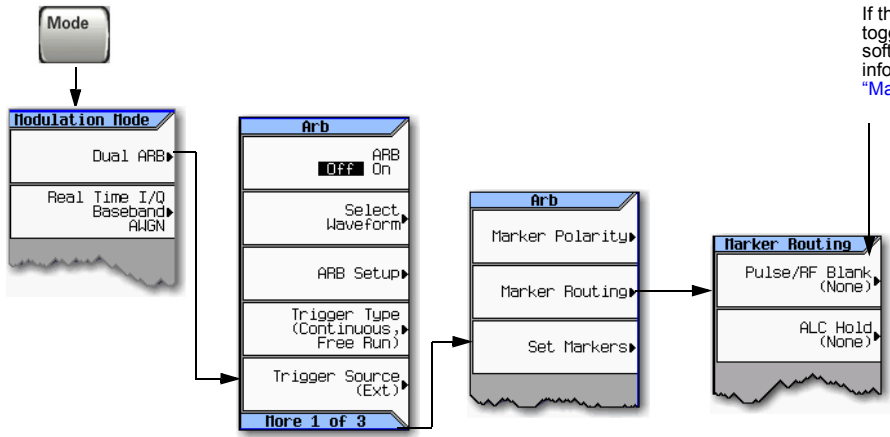 Mode
If th
togg
soft
info
"Ma
Modulation Mode
Dual ARB
Real Time I/Q
Baseband
AWGN
Arb
ARB
Off On
Select
Waveform
ARB Setup
Trigger Type
(Continuous,
Free Run)
Trigger Source
(Ext)
More 1 of 3
Arb
Marker Polarity
Marker Routing
Set Markers
Marker Routing
Pulse/RF Blank
(None)
ALC Hold
(None)